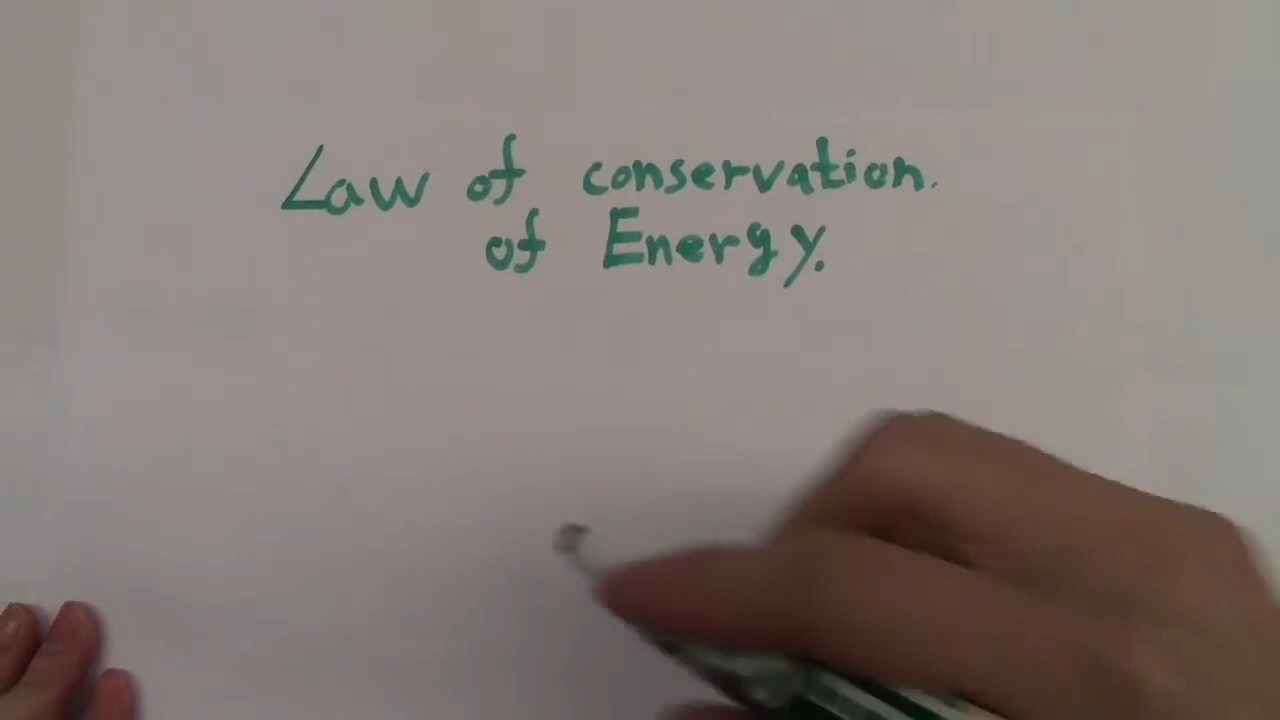 Law of conservation.
of Energy.